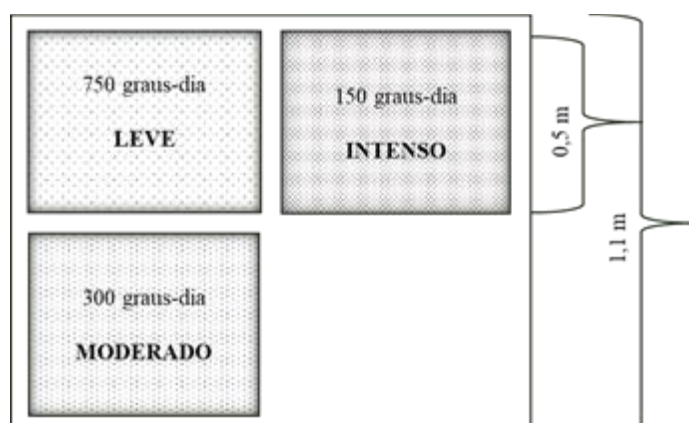 750 graus-dia
LEVE
150 graus-dia
INTENSO
300 graus-dia
MODERADO
0,5 m
1,1 m